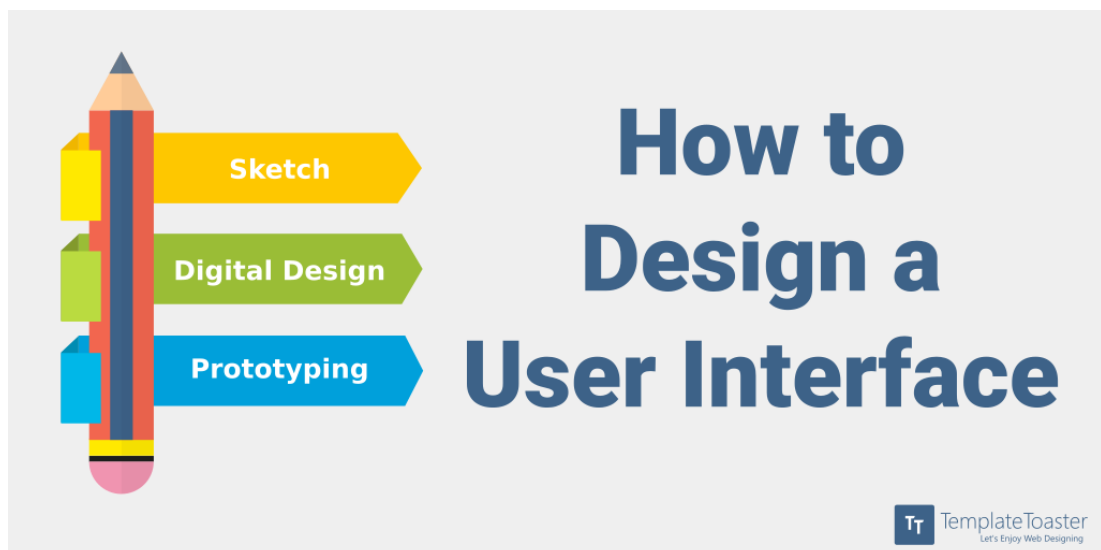 Sketch
Digital Design
Prototyping
How to
Design a
User Interface
TT TemplateToaster
Let's Enjoy Web Designing